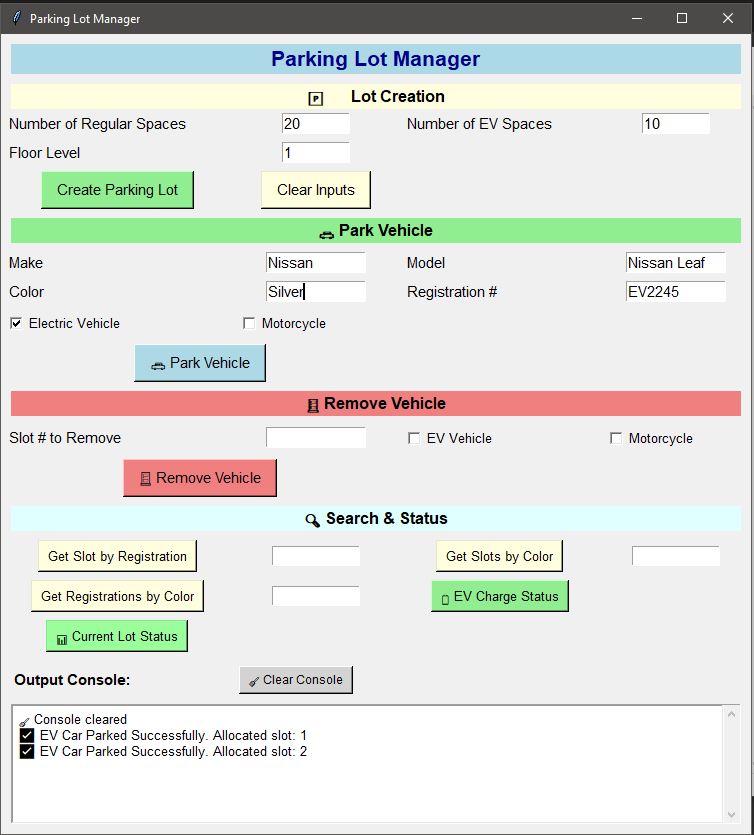 Parking Lot Manager
Parking Lot Manager
P Lot Creation
Number of Regular Spaces 20 Number of EV Spaces 10
Floor Level 1
Create Parking Lot Clear Inputs
Park Vehicle
Make Nissan Model Nissan Leaf
Color Silver Registration # EV2245
Electric Vehicle Motorcycle
Park Vehicle
Remove Vehicle
Slot # to Remove EV Vehicle Motorcycle
Remove Vehicle
Search & Status
Get Slot by Registration Get Slots by Color
Get Registrations by Color EV Charge Status
Current Lot Status
Output Console: Clear Console
Console cleared
EV Car Parked Successfully. Allocated slot: 1
EV Car Parked Successfully. Allocated slot: 2